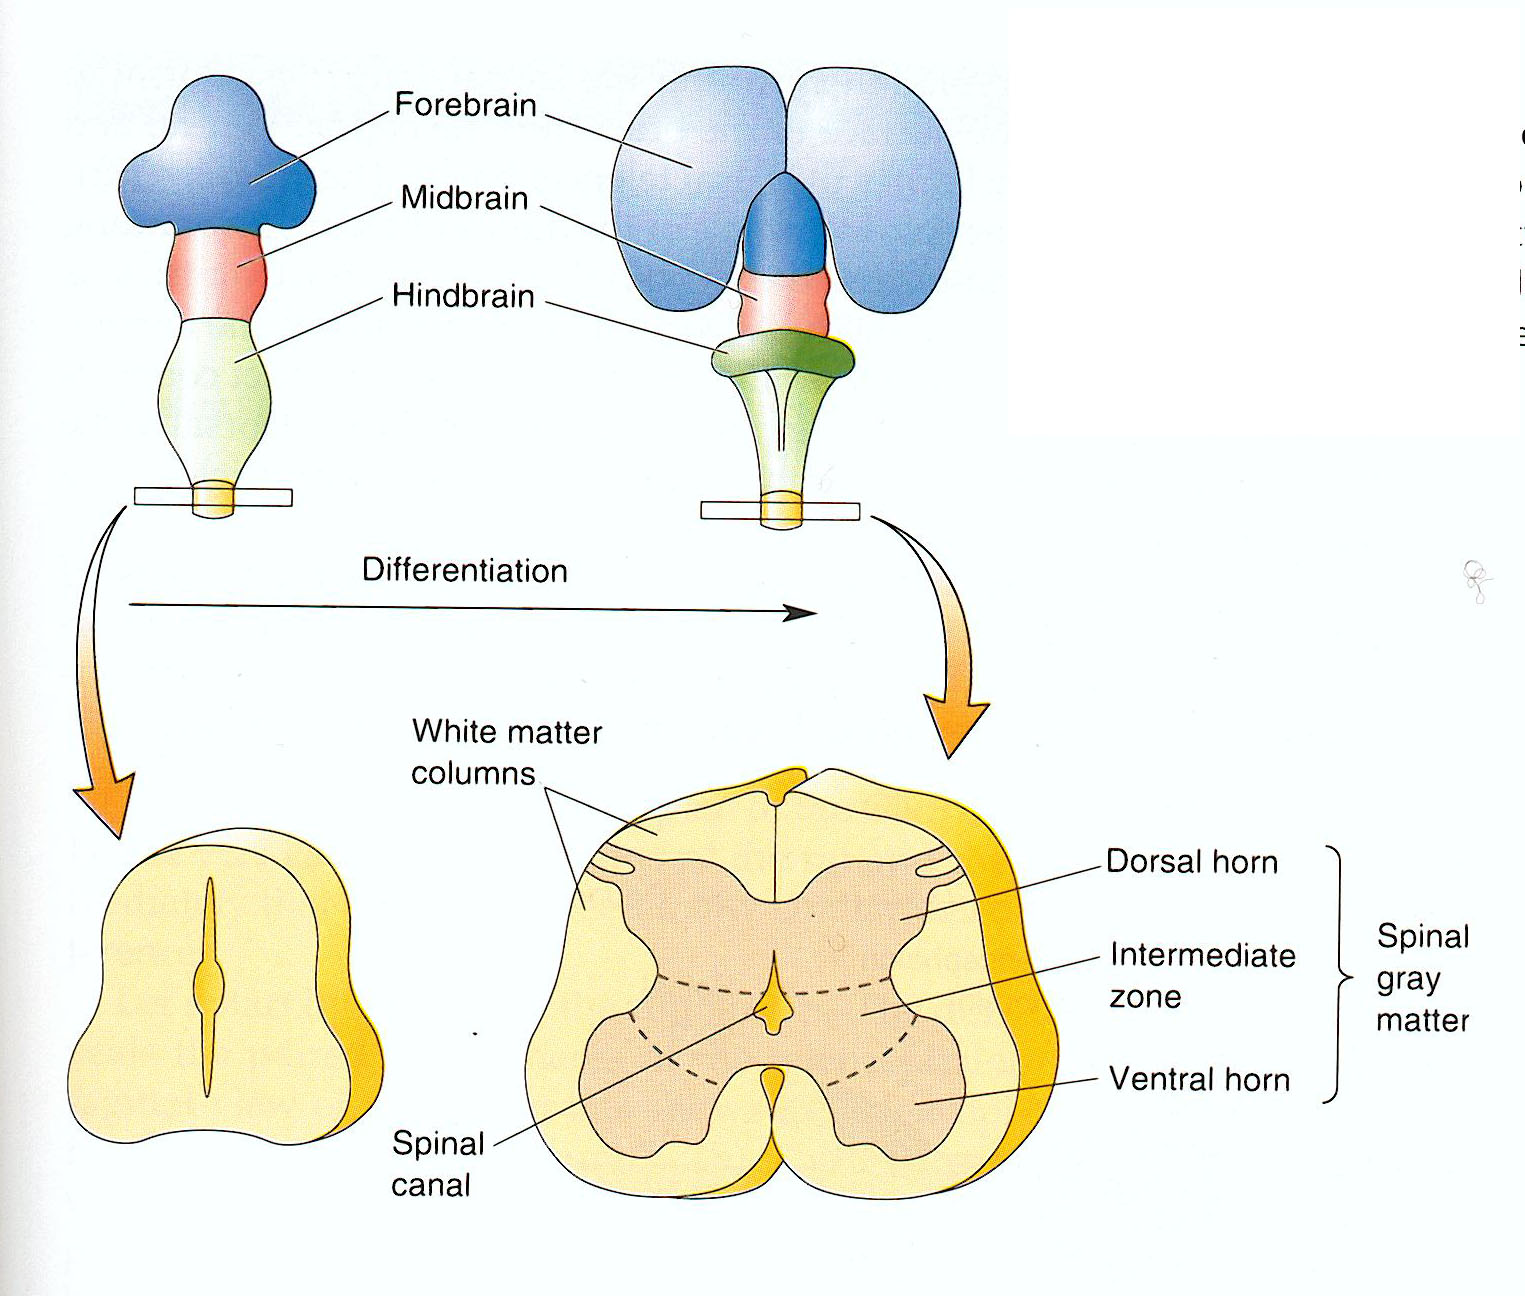 Forebrain
Midbrain
Hindbrain
Differentiation
White matter
columns
Dorsal horn
Intermediate
zone
Ventral horn
Spinal
gray
matter
Spinal
canal